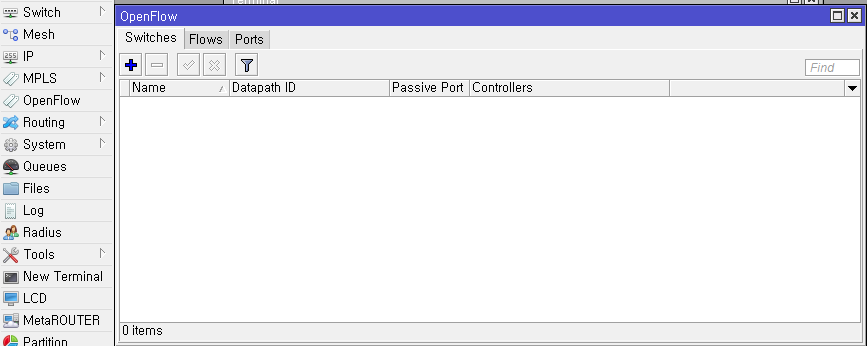 Switch
Mesh
IP
MPLS
OpenFlow
Routing
System
Queues
Files
Log
Radius
Tools
New Terminal
LCD
MetaROUTER
Partition
Terminal
OpenFlow
Switches Flows Ports
Find
Name Datapath ID Passive Port Controllers
0 items